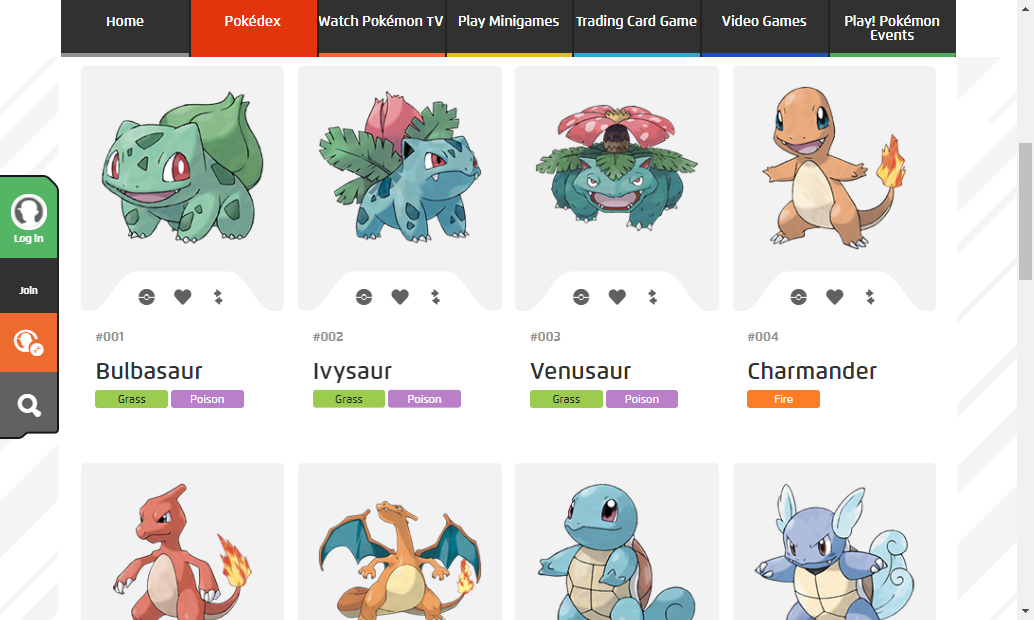 Home
Pokédex
Watch Pokémon TV
Play Minigames
Trading Card Game
Video Games
Play! Pokémon
Events
Log in
Join
#001
Bulbasaur
Grass
Poison
#002
Ivysaur
Grass
Poison
#003
Venusaur
Grass
Poison
#004
Charmander
Fire